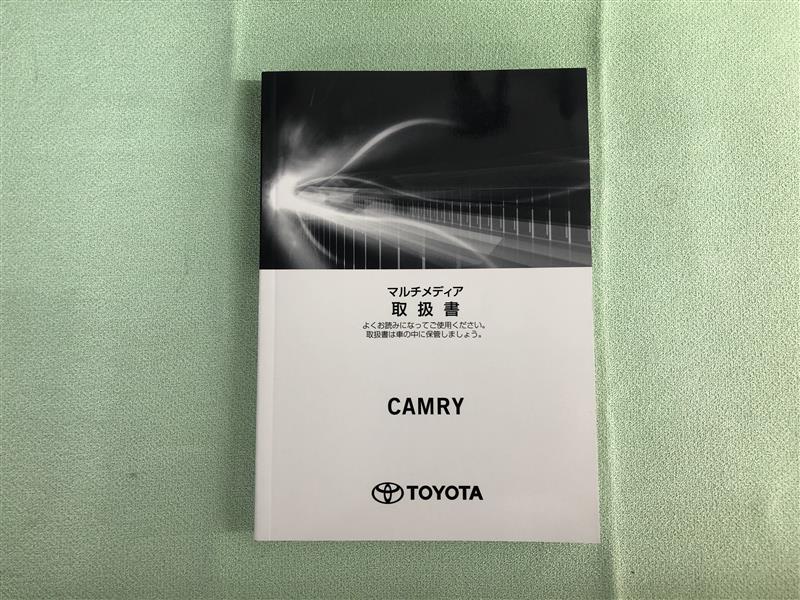 マルチメディア
取扱書
よくお読みになってご使用ください。
取扱書は車の中に保管しましょう。
CAMRY
TOYOTA